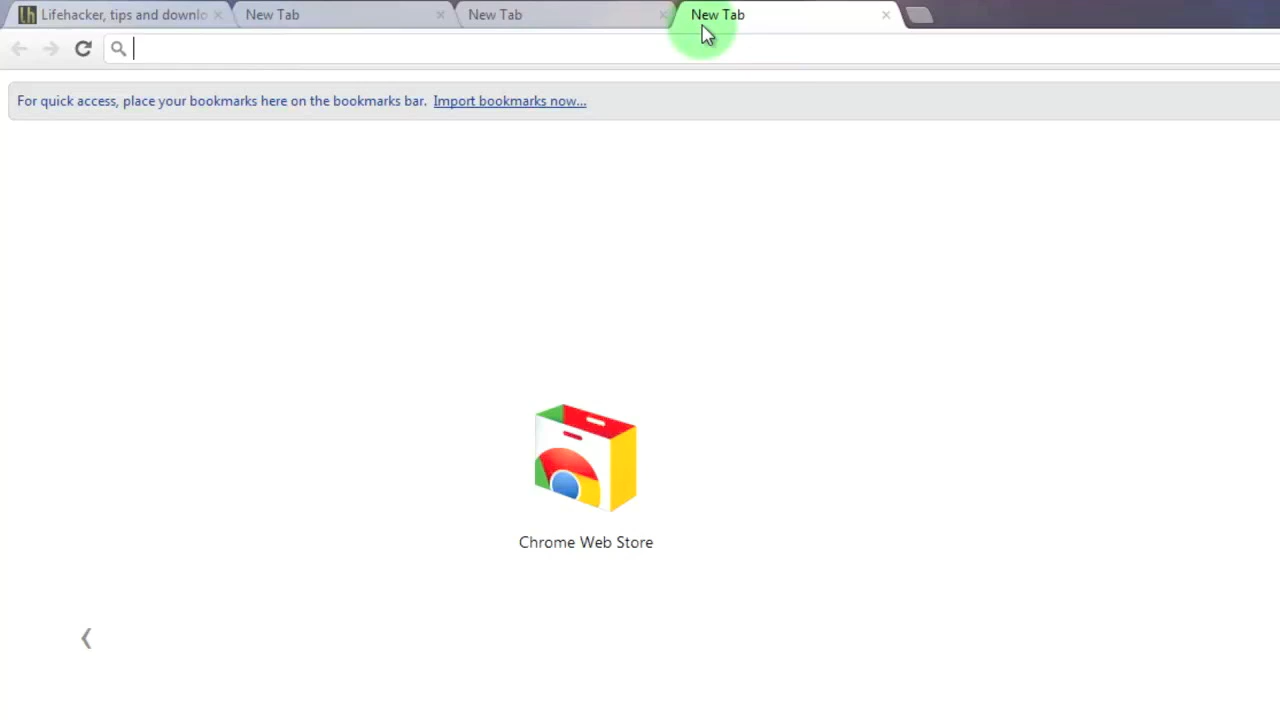 Lifehacker, tips and downlo
New Tab
New Tab
New Tab
For quick access, place your bookmarks here on the bookmarks bar. Import bookmarks now...
Chrome Web Store